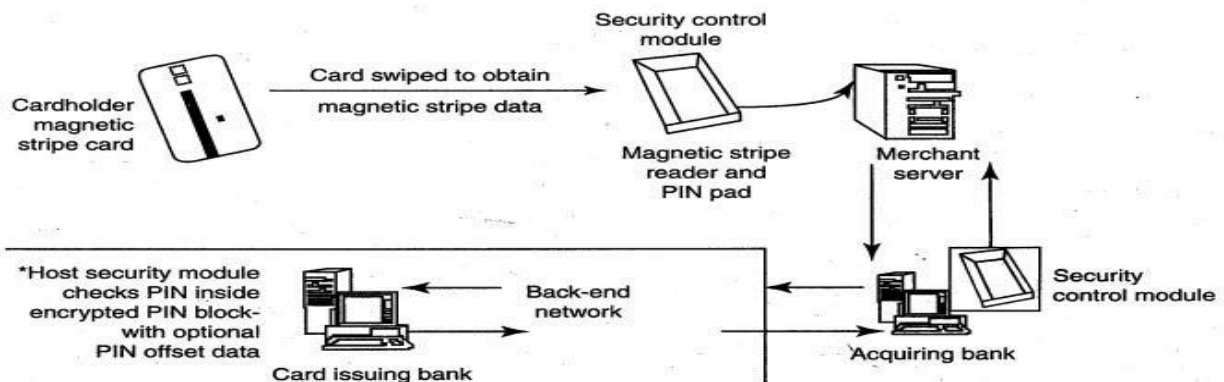 Security control
module
Card swiped to obtain
magnetic stripe data
Cardholder
magnetic
stripe card
Magnetic stripe
reader and
PIN pad
Merchant
server
*Host security module
checks PIN inside
encrypted PIN block-
with optional
PIN offset data
Back-end
network
Security
control module
Acquiring bank
Card issuing bank